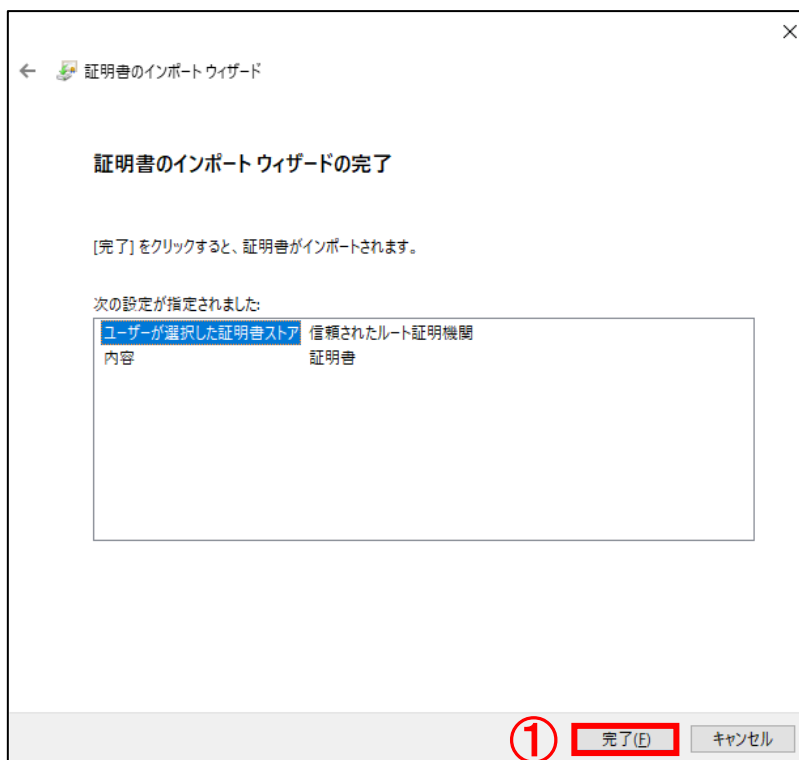 証明書のインポート ウィザード
証明書のインポート ウィザードの完了
[完了] をクリックすると、証明書がインポートされます。
次の設定が指定されました:
ユーザーが選択した証明書ストア 信頼されたルート証明機関
内容 証明書
① 完了(F) キャンセル